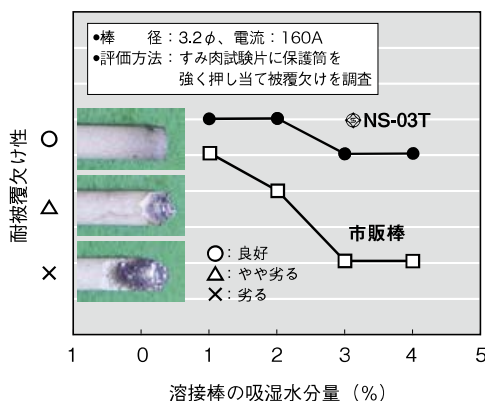 ●棒　　径：3.2φ、電流：160A
●評価方法：すみ肉試験片に保護筒を
強く押し当て被覆欠けを調査
耐被覆欠け性
○
△
×
NS-03T
市販棒
○：良好
△：やや劣る
×：劣る
1 0 1 2 3 4 5
溶接棒の吸湿水分量（%）